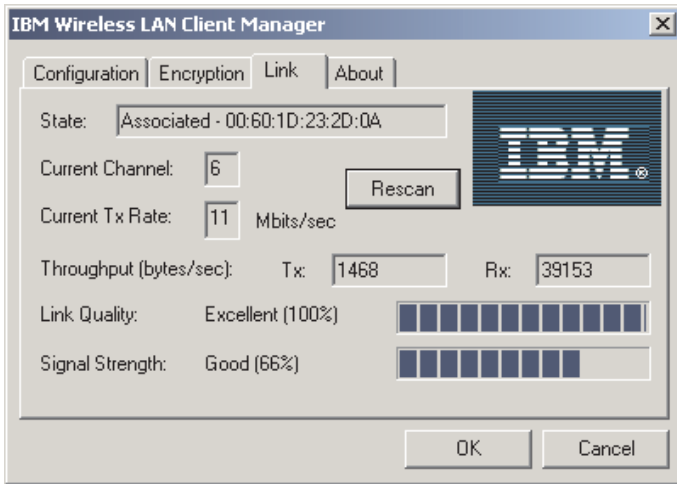 IBM Wireless LAN Client Manager
Configuration Encryption Link About
State: Associated - 00:60:1D:23:2D:0A
IBM®
Current Channel: 6
Rescan
Current Tx Rate: 11 Mbits/sec
Throughput (bytes/sec): Tx: 1468 Rx: 39153
Link Quality: Excellent (100%)
Signal Strength: Good (66%)
OK Cancel